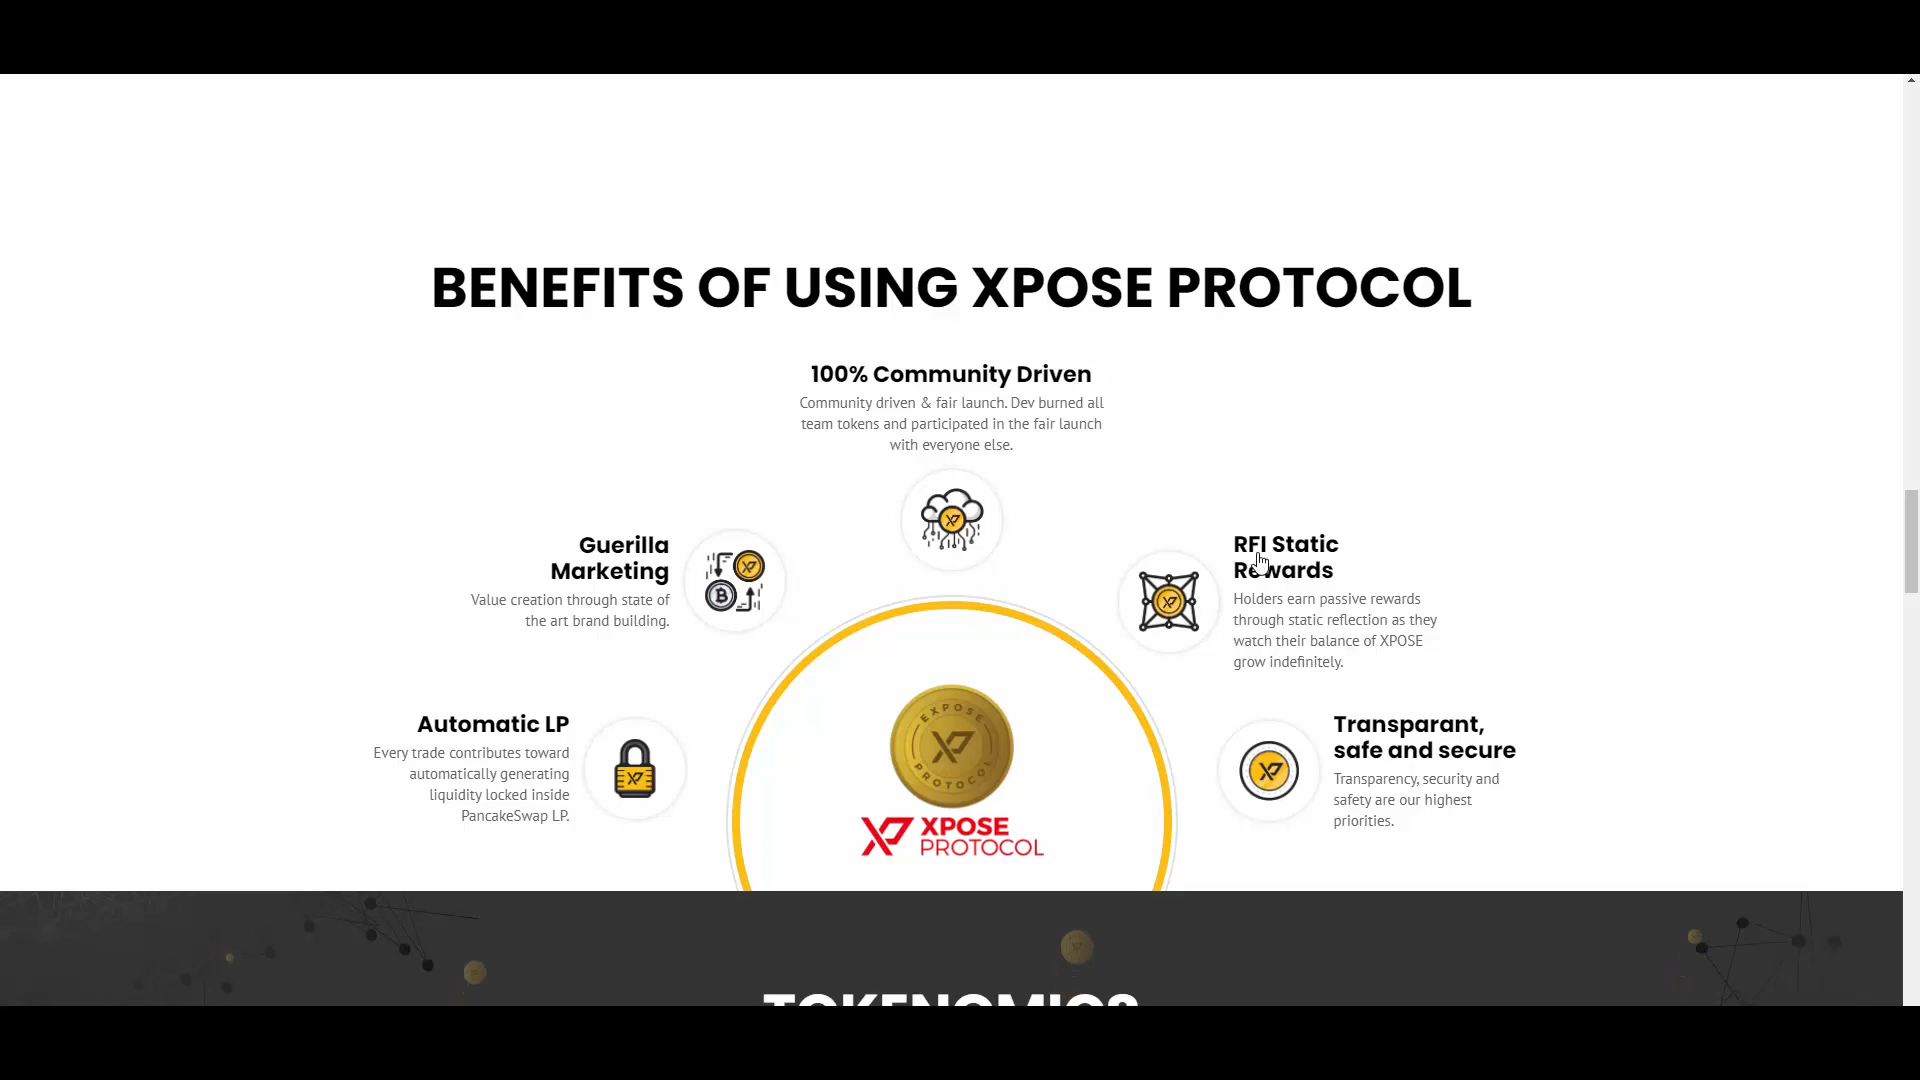 BENEFITS OF USING XPOSE PROTOCOL
100% Community Driven
Community driven & fair launch. Dev burned all
team tokens and participated in the fair launch
with everyone else.
Guerilla
Marketing
Value creation through state of
the art brand building.
RFI Static
Rewards
Holders earn passive rewards
through static reflection as they
watch their balance of XPOSE
grow indefinitely.
Automatic LP
Every trade contributes toward
automatically generating
liquidity locked inside
PancakeSwap LP.
EXPOSE
PROTOCOL
XPOSE
PROTOCOL
Transparant,
safe and secure
Transparency, security and
safety are our highest
priorities.
TOKENOMICS